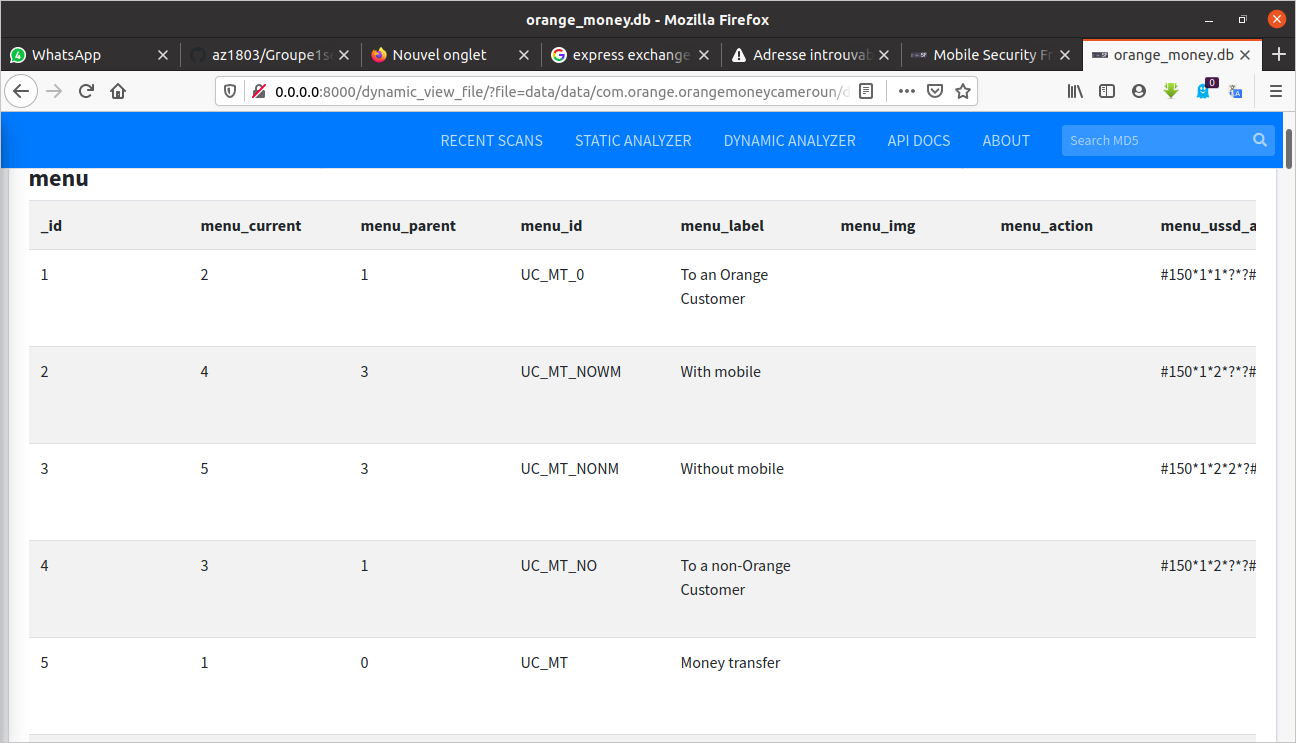 orange_money.db - Mozilla Firefox
4 WhatsApp az1803/Groupe1s Nouvel onglet express exchange Adresse introuvab Mobile Security Fr orange_money.db
0.0.0.0:8000/dynamic_view_file/?file=data/data/com.orange.orangemoneycameroun/d 0
RECENT SCANS STATIC ANALYZER DYNAMIC ANALYZER API DOCS ABOUT Search MD5
menu
_id menu_current menu_parent menu_id menu_label menu_img menu_action menu_ussd_a
1 2 1 UC_MT_0 To an Orange #150*1*1*?*?#
Customer
2 4 3 UC_MT_NOWM With mobile #150*1*2*?*?#
3 5 3 UC_MT_NONM Without mobile #150*1*2*2*?#
4 3 1 UC_MT_NO To a non-Orange #150*1*2*?*?#
Customer
5 1 0 UC_MT Money transfer